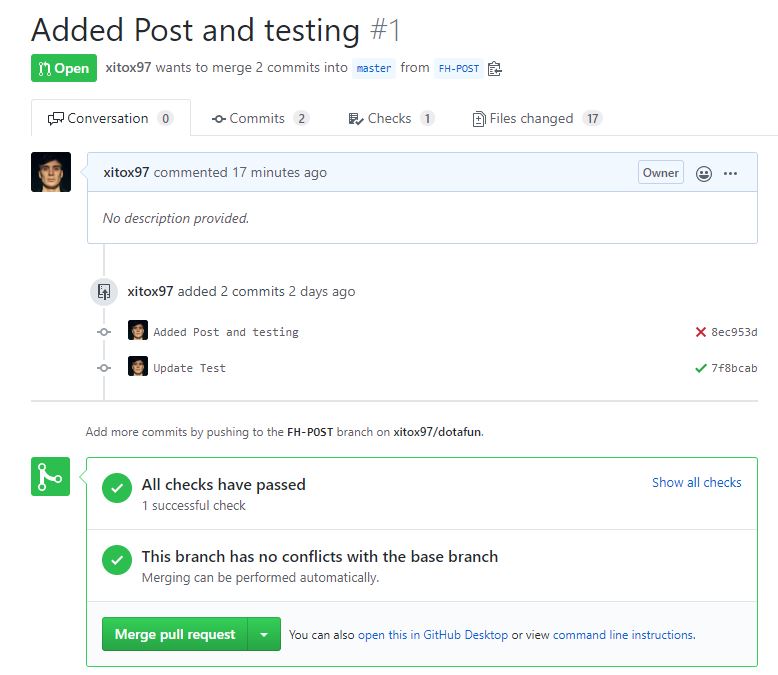 Added Post and testing #1
Open xitox97 wants to merge 2 commits into master from FH-POST
Conversation 0 Commits 2 Checks 1 Files changed 17
xitox97 commented 17 minutes ago Owner
No description provided.
xitox97 added 2 commits 2 days ago
Added Post and testing 8ec953d
Update Test 7f8bcab
Add more commits by pushing to the FH-POST branch on xitox97/dotafun.
All checks have passed Show all checks
1 successful check
This branch has no conflicts with the base branch
Merging can be performed automatically.
Merge pull request You can also open this in GitHub Desktop or view command line instructions.